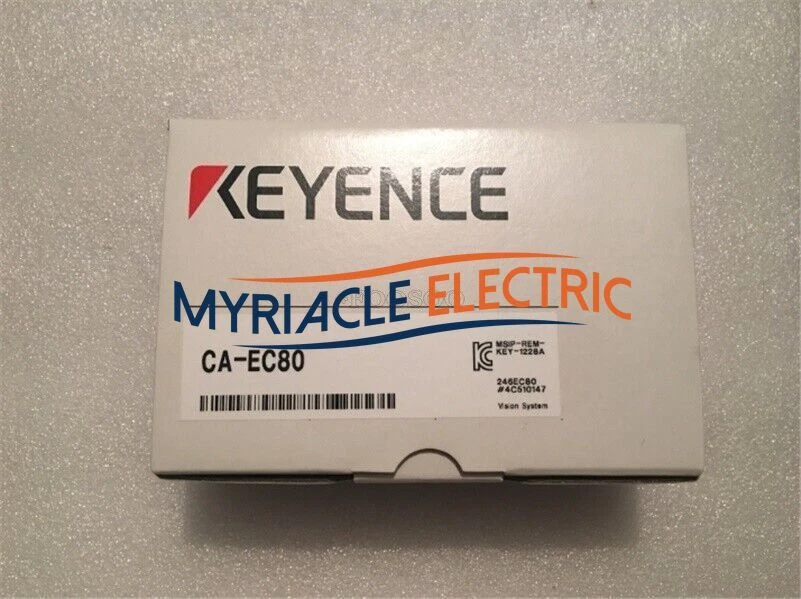 KEYENCE
MYRIACLE ELECTRIC
CA-EC80
MSIP-REM-
KEY-1228A
246EC80
#4C510147
Vision System